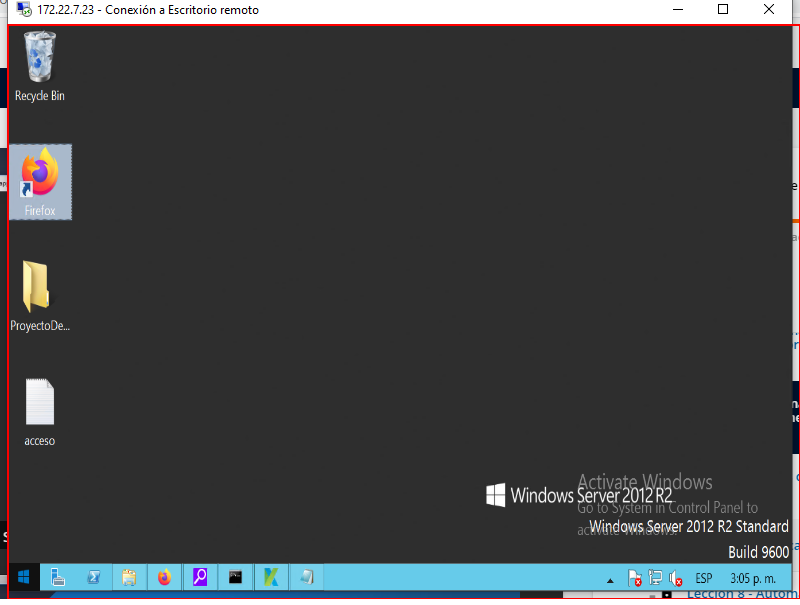 172.22.7.23 - Conexión a Escritorio remoto
Recycle Bin
Firefox
ProyectoDe...
acceso
Activate Windows
Windows Server 2012 R2
Go to System in Control Panel to
activate Windows.
Windows Server 2012 R2 Standard
Build 9600
ESP
3:05 p. m.
Lección 8 - Autom